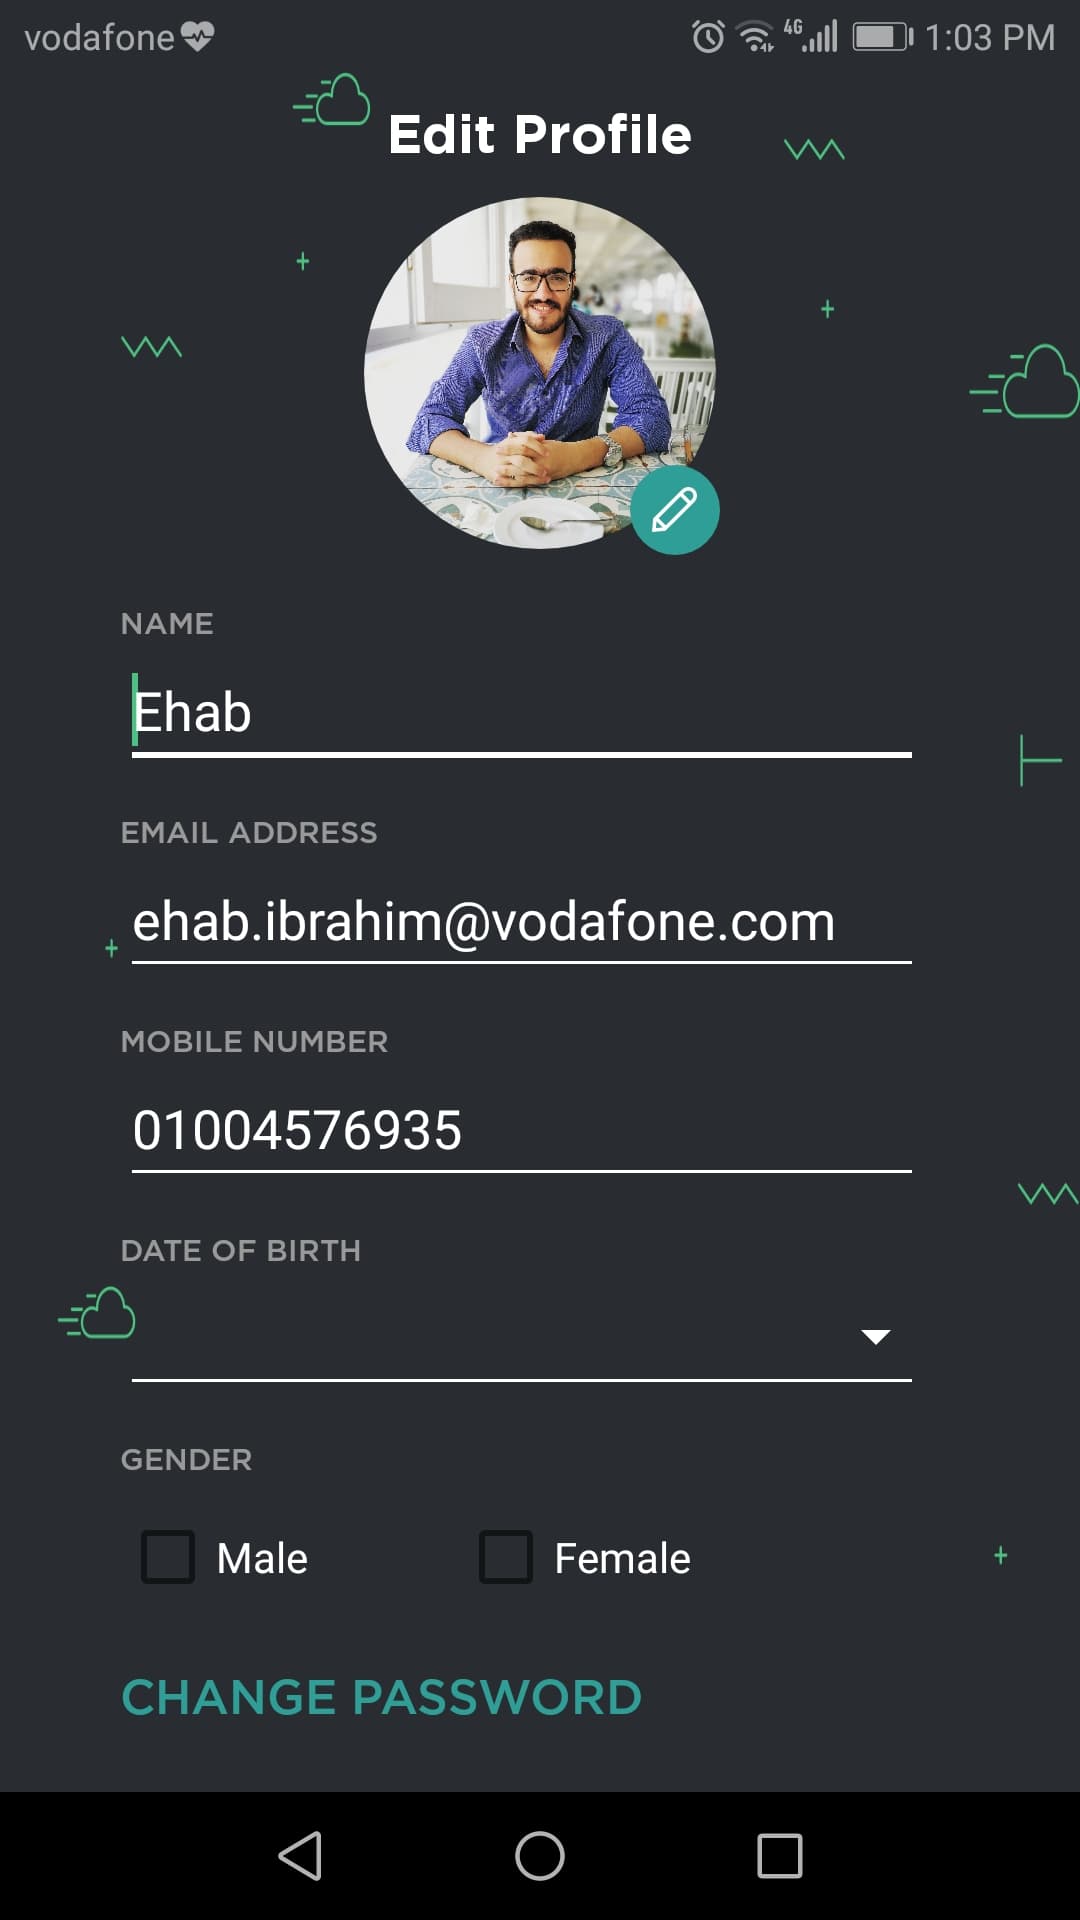 vodafone
4G 1:03 PM
Edit Profile
NAME
Ehab
EMAIL ADDRESS
ehab.ibrahim@vodafone.com
MOBILE NUMBER
01004576935
DATE OF BIRTH
GENDER
Male Female
CHANGE PASSWORD